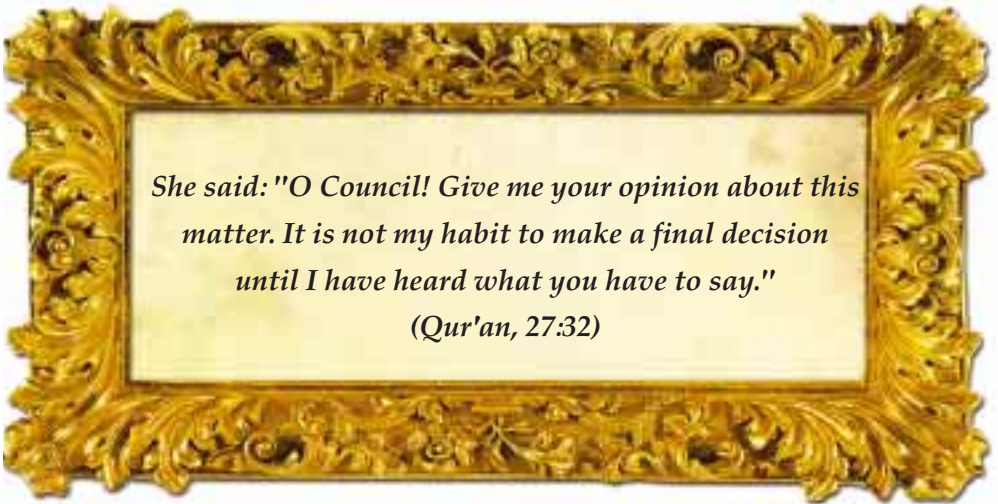 She said: "O Council! Give me your opinion about this
matter. It is not my habit to make a final decision
until I have heard what you have to say."
(Qur'an, 27:32)